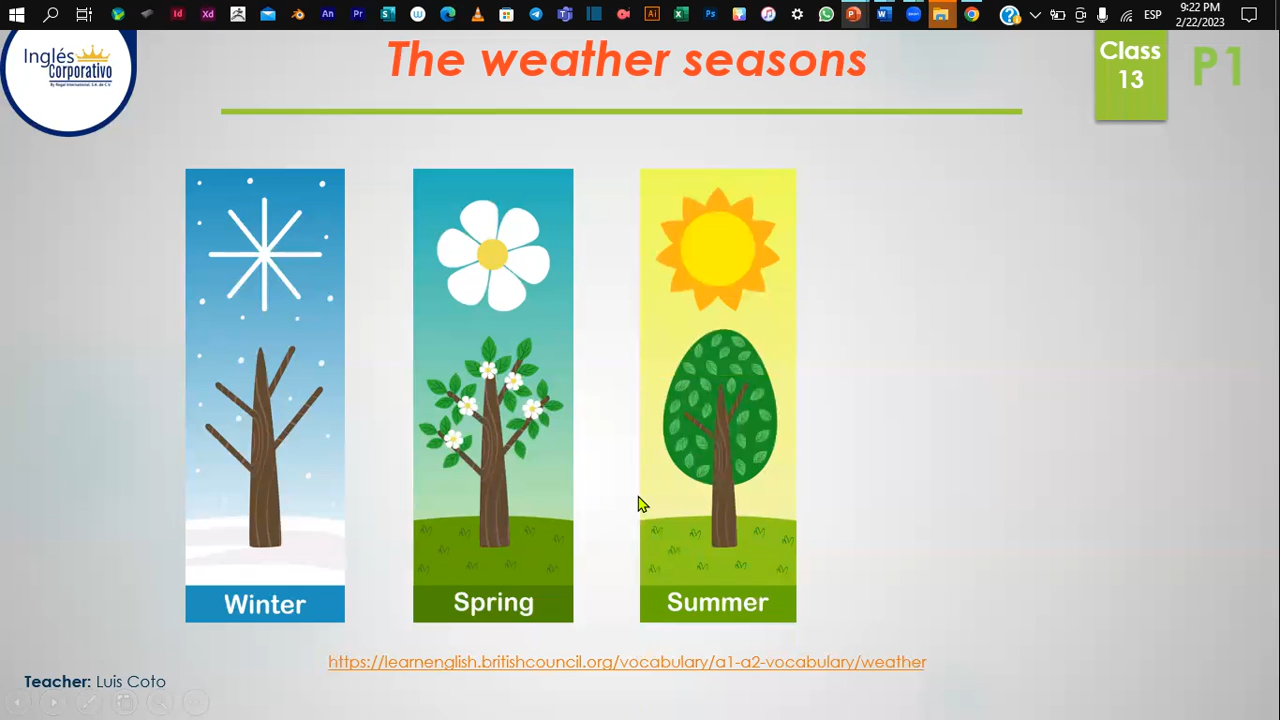 9:22 PM
ESP
2/22/2023
Inglés
Corporativo
The weather seasons
Class
13
P1
Winter
Spring
Summer
https://learnenglish.britishcouncil.org/vocabulary/a1-a2-vocabulary/weather
Teacher: Luis Coto